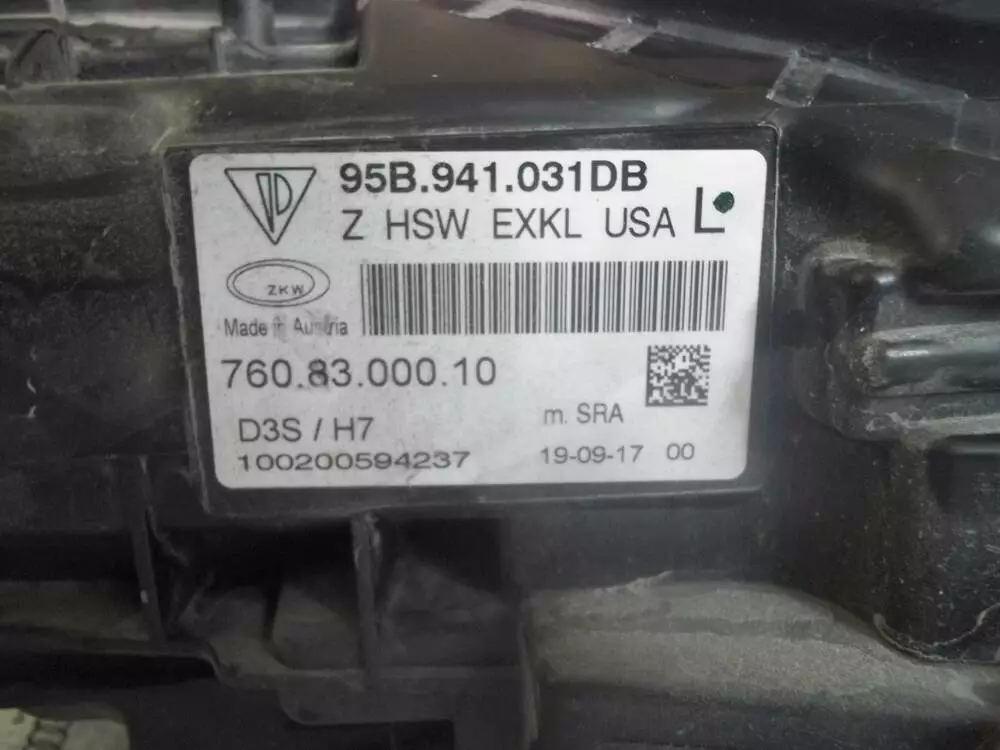 95B.941.031DB
Z HSW EXKL USA L
ZKW
Made in Austria
760.83.000.10
m. SRA
D3S / H7
100200594237
19-09-17 00